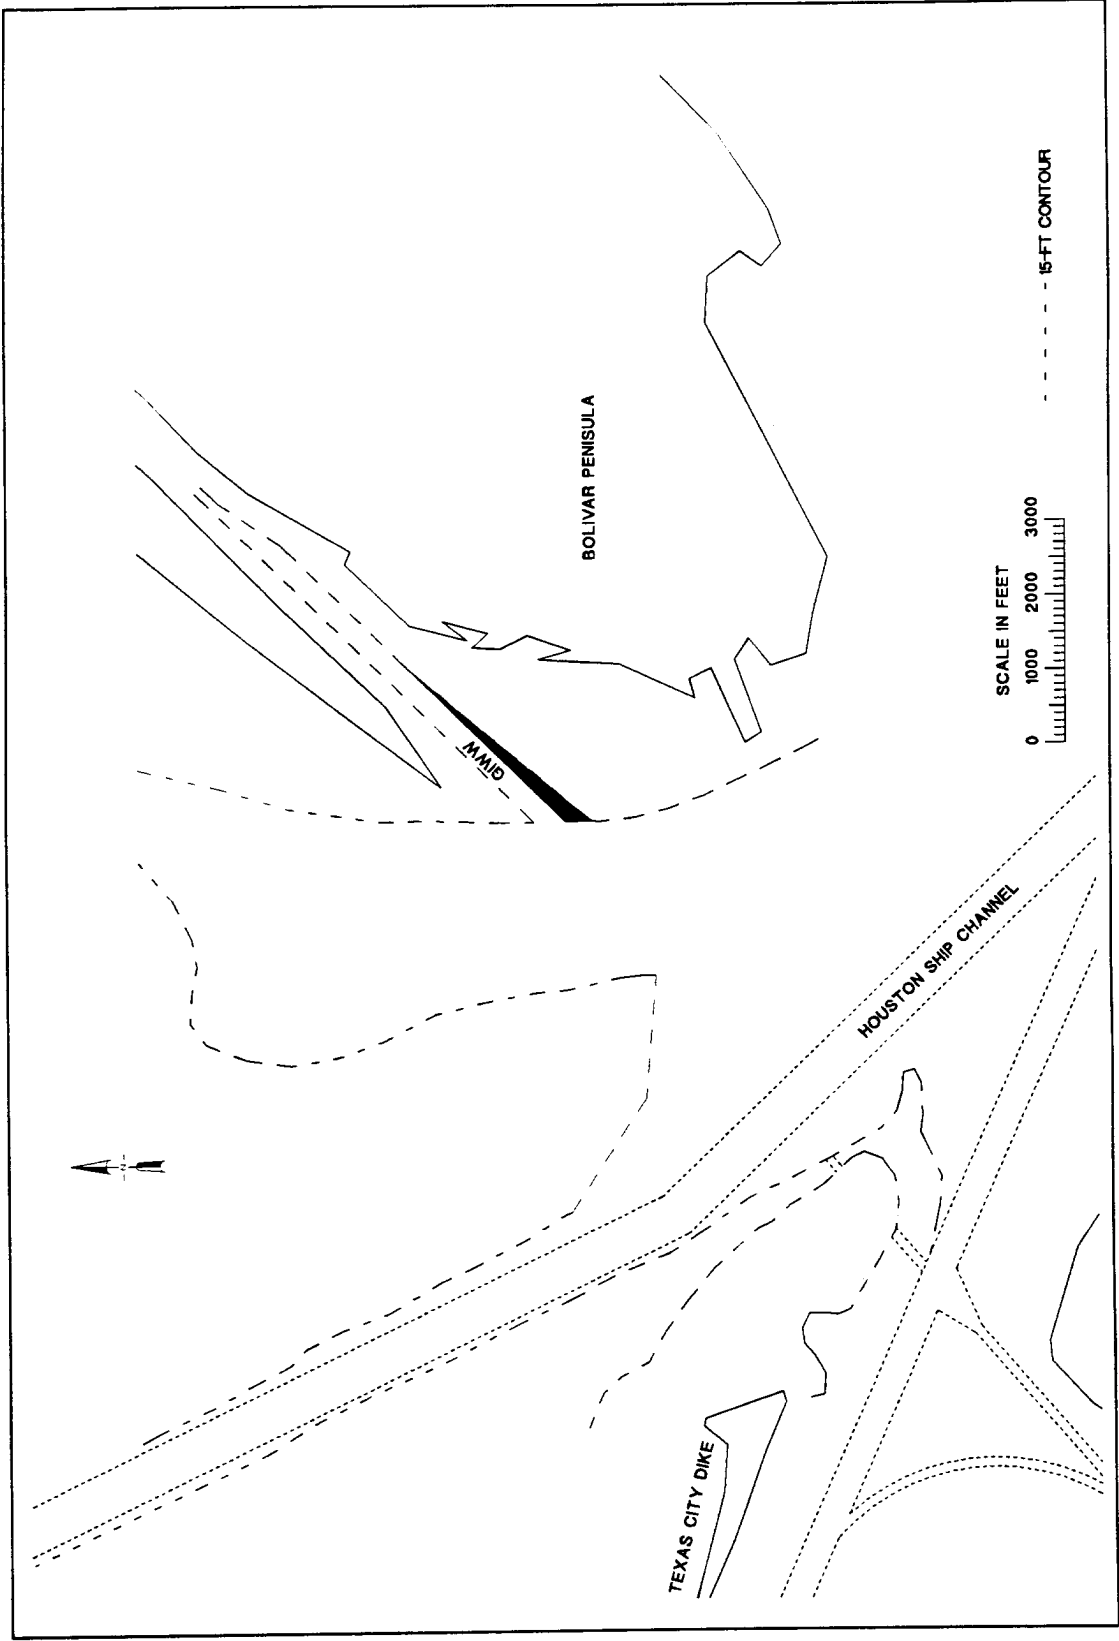 N
BOLIVAR PENISULA
GIWW
HOUSTON SHIP CHANNEL
TEXAS CITY DIKE
SCALE IN FEET
0 1000 2000 3000
15-FT CONTOUR